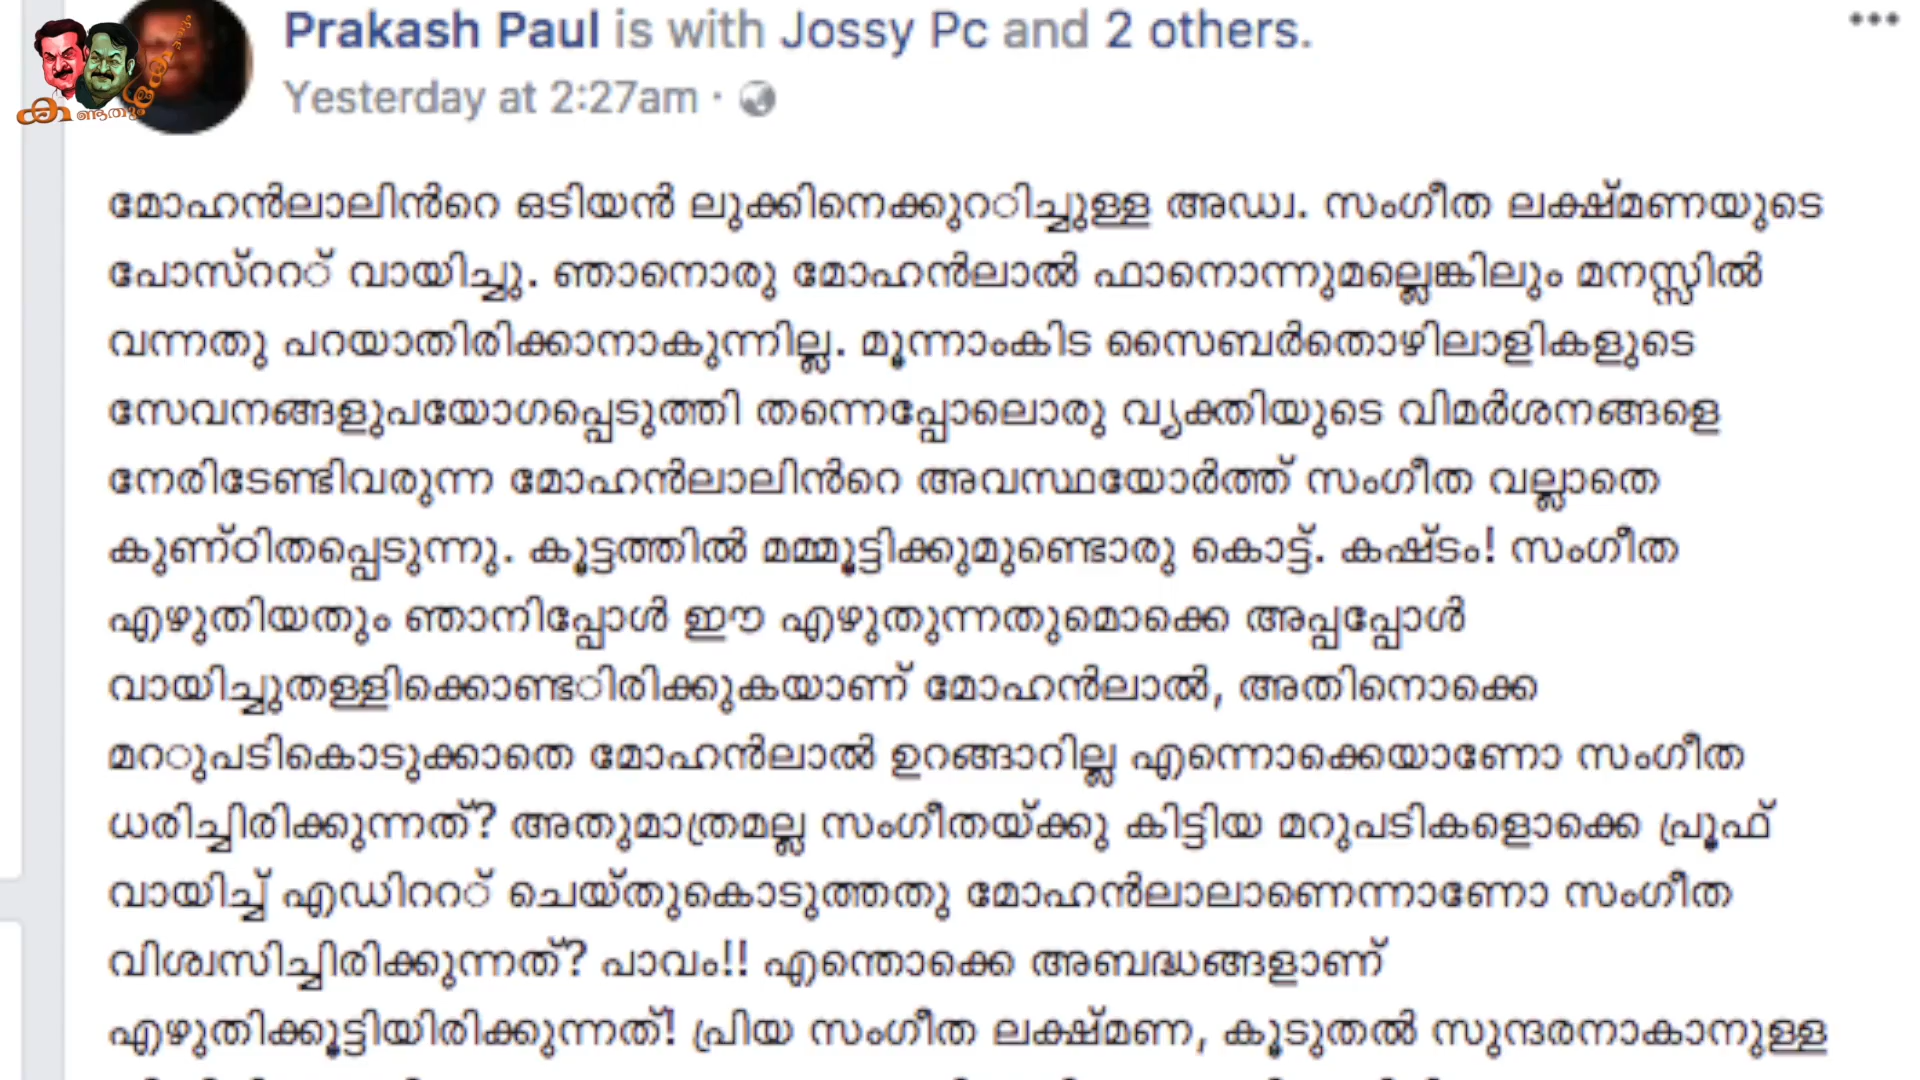 Prakash Paul is with Jossy Pc and 2 others.
Yesterday at 2:27am ·
മോഹൻലാലിൻറെ ഒടിയൻ ലുക്കിനെക്കുറിച്ചുള്ള അഡ്വ. സംഗീത ലക്ഷ്മണയുടെ
പോസ്ററ് വായിച്ചു. ഞാനൊരു മോഹൻലാൽ ഫാനൊന്നുമല്ലെങ്കിലും മനസ്സിൽ
വന്നതു പറയാതിരിക്കാനാകുന്നില്ല. മൂന്നാംകിട സൈബർതൊഴിലാളികളുടെ
സേവനങ്ങളുപയോഗപ്പെടുത്തി തന്നെപ്പോലൊരു വ്യക്തിയുടെ വിമർശനങ്ങളെ
നേരിടേണ്ടിവരുന്ന മോഹൻലാലിൻറെ അവസ്ഥയോർത്ത് സംഗീത വല്ലാതെ
കുണ്ഠിതപ്പെടുന്നു. കൂട്ടത്തിൽ മമ്മൂട്ടിക്കുമുണ്ടൊരു കൊട്ട്. കഷ്ടം! സംഗീത
എഴുതിയതും ഞാനിപ്പോൾ ഈ എഴുതുന്നതുമൊക്കെ അപ്പപ്പോൾ
വായിച്ചുതള്ളിക്കൊണ്ടിരിക്കുകയാണ് മോഹൻലാൽ, അതിനൊക്കെ
മറുപടികൊടുക്കാതെ മോഹൻലാൽ ഉറങ്ങാറില്ല എന്നൊക്കെയാണോ സംഗീത
ധരിച്ചിരിക്കുന്നത്? അതുമാത്രമല്ല സംഗീതയ്ക്കു കിട്ടിയ മറുപടികളൊക്കെ പ്രൂഫ്
വായിച്ച് എഡിററ് ചെയ്തുകൊടുത്തതു മോഹൻലാലാണെന്നാണോ സംഗീത
വിശ്വസിച്ചിരിക്കുന്നത്? പാവം!! എന്തൊക്കെ അബദ്ധങ്ങളാണ്
എഴുതിക്കൂട്ടിയിരിക്കുന്നത്! പ്രിയ സംഗീത ലക്ഷ്മണ, കൂടുതൽ സുന്ദരനാകാനുള്ള